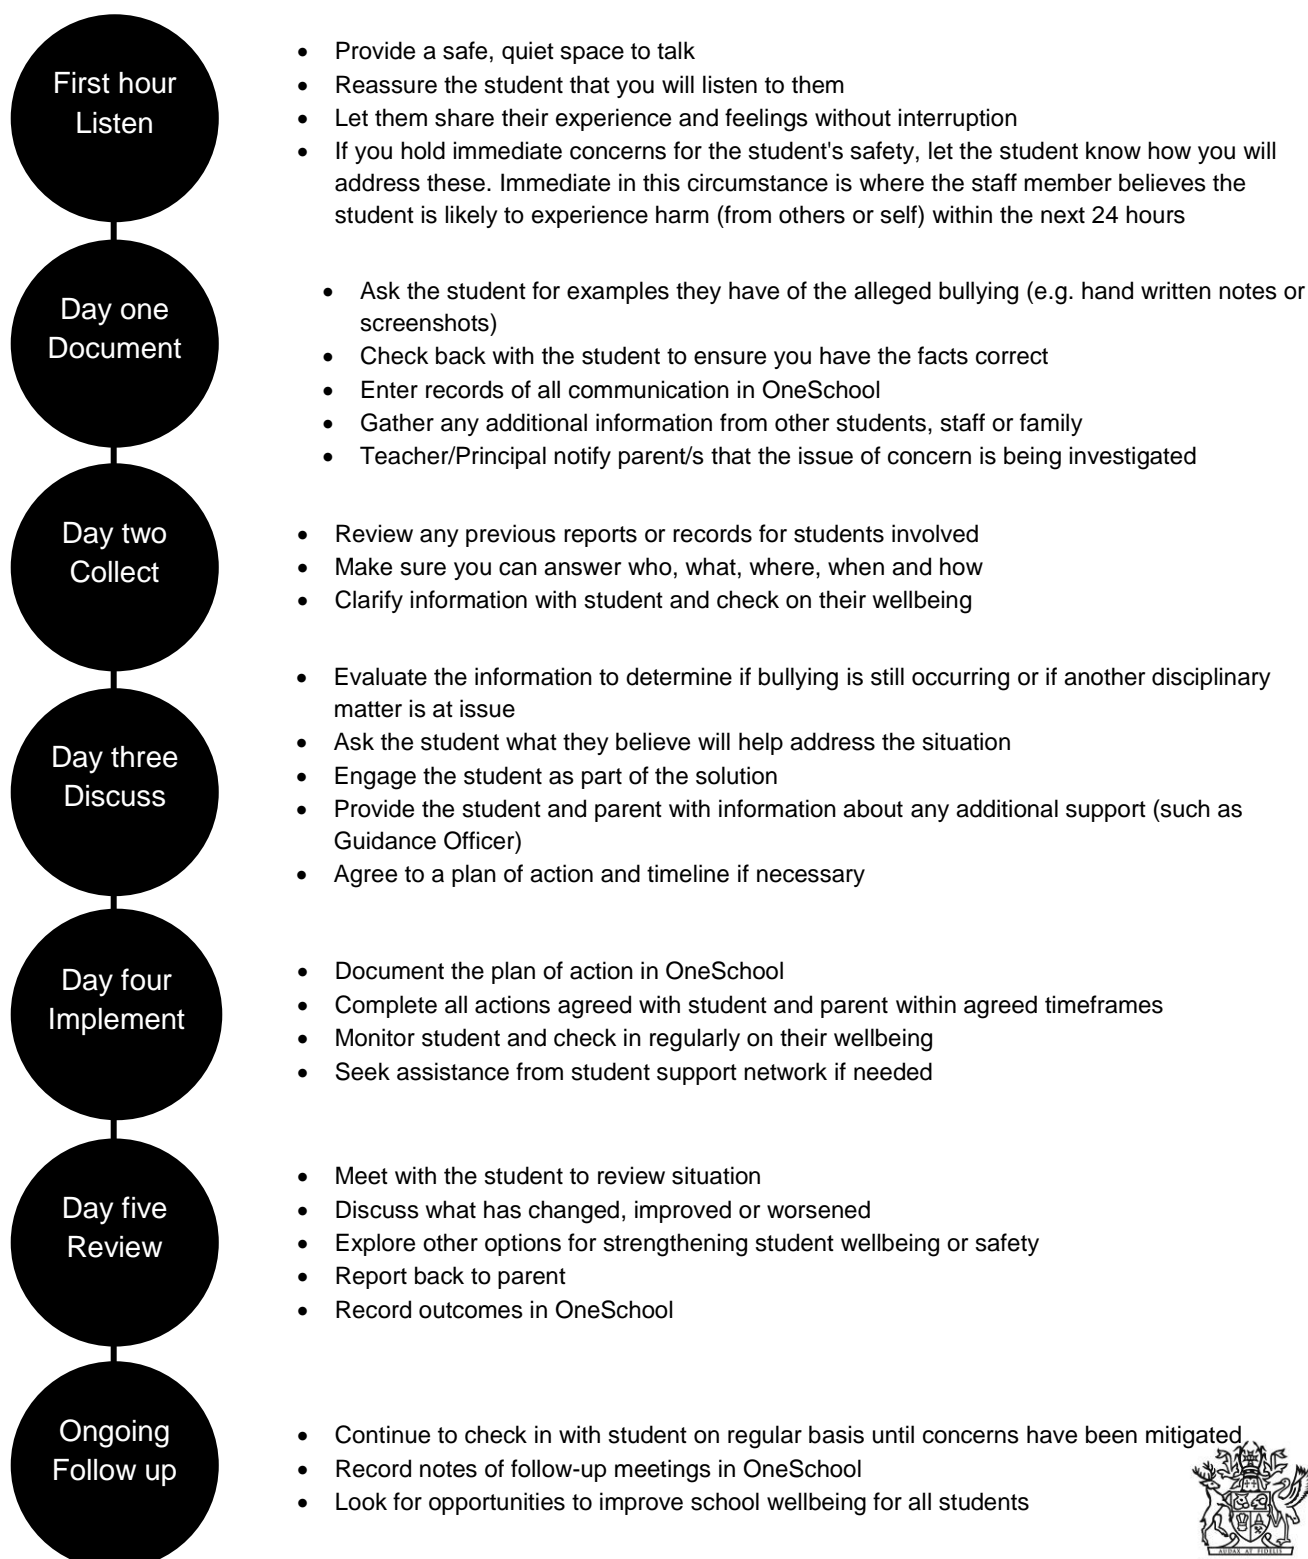 First hour
Listen
• Provide a safe, quiet space to talk
• Reassure the student that you will listen to them
• Let them share their experience and feelings without interruption
• If you hold immediate concerns for the student's safety, let the student know how you will
address these. Immediate in this circumstance is where the staff member believes the
student is likely to experience harm (from others or self) within the next 24 hours
Day one
Document
• Ask the student for examples they have of the alleged bullying (e.g. hand written notes or
screenshots)
• Check back with the student to ensure you have the facts correct
• Enter records of all communication in OneSchool
• Gather any additional information from other students, staff or family
• Teacher/Principal notify parent/s that the issue of concern is being investigated
Day two
Collect
• Review any previous reports or records for students involved
• Make sure you can answer who, what, where, when and how
• Clarify information with student and check on their wellbeing
Day three
Discuss
• Evaluate the information to determine if bullying is still occurring or if another disciplinary
matter is at issue
• Ask the student what they believe will help address the situation
• Engage the student as part of the solution
• Provide the student and parent with information about any additional support (such as
Guidance Officer)
• Agree to a plan of action and timeline if necessary
Day four
Implement
• Document the plan of action in OneSchool
• Complete all actions agreed with student and parent within agreed timeframes
• Monitor student and check in regularly on their wellbeing
• Seek assistance from student support network if needed
Day five
Review
• Meet with the student to review situation
• Discuss what has changed, improved or worsened
• Explore other options for strengthening student wellbeing or safety
• Report back to parent
• Record outcomes in OneSchool
Ongoing
Follow up
• Continue to check in with student on regular basis until concerns have been mitigated
• Record notes of follow-up meetings in OneSchool
• Look for opportunities to improve school wellbeing for all students
AUDAX AT FIDELIS